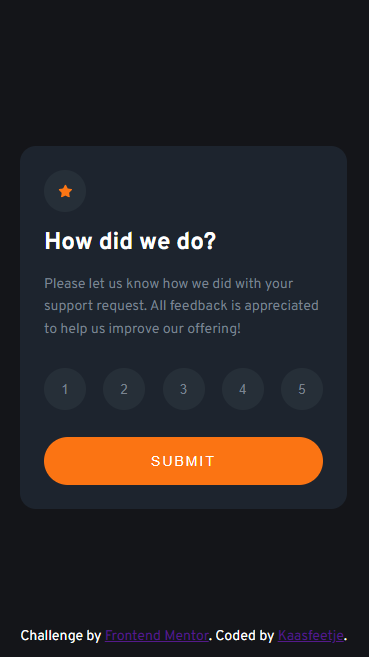 How did we do?
Please let us know how we did with your
support request. All feedback is appreciated
to help us improve our offering!
1 2 3 4 5
SUBMIT
Challenge by Frontend Mentor. Coded by Kaasfeetje.